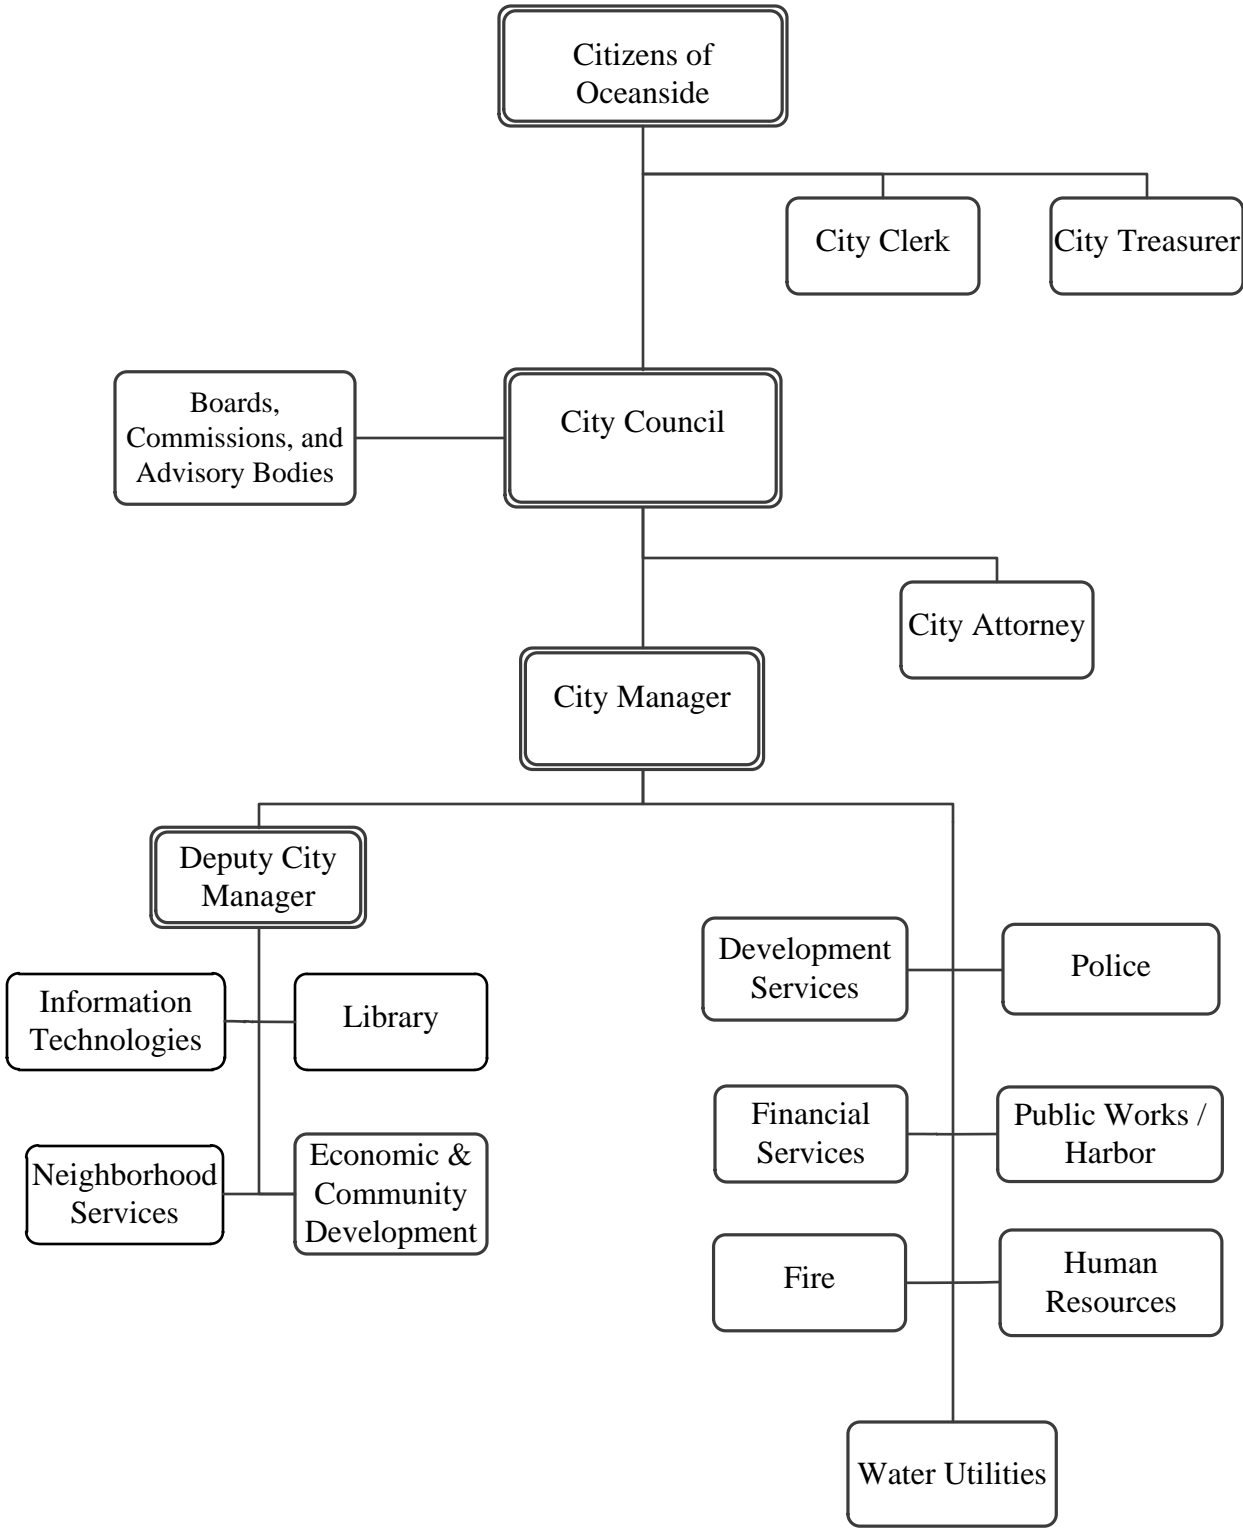 Citizens of
Oceanside
City Clerk
City Treasurer
Boards,
Commissions, and
Advisory Bodies
City Council
City Attorney
City Manager
Deputy City
Manager
Development
Services
Police
Information
Technologies
Library
Financial
Services
Public Works /
Harbor
Neighborhood
Services
Economic &
Community
Development
Fire
Human
Resources
Water Utilities